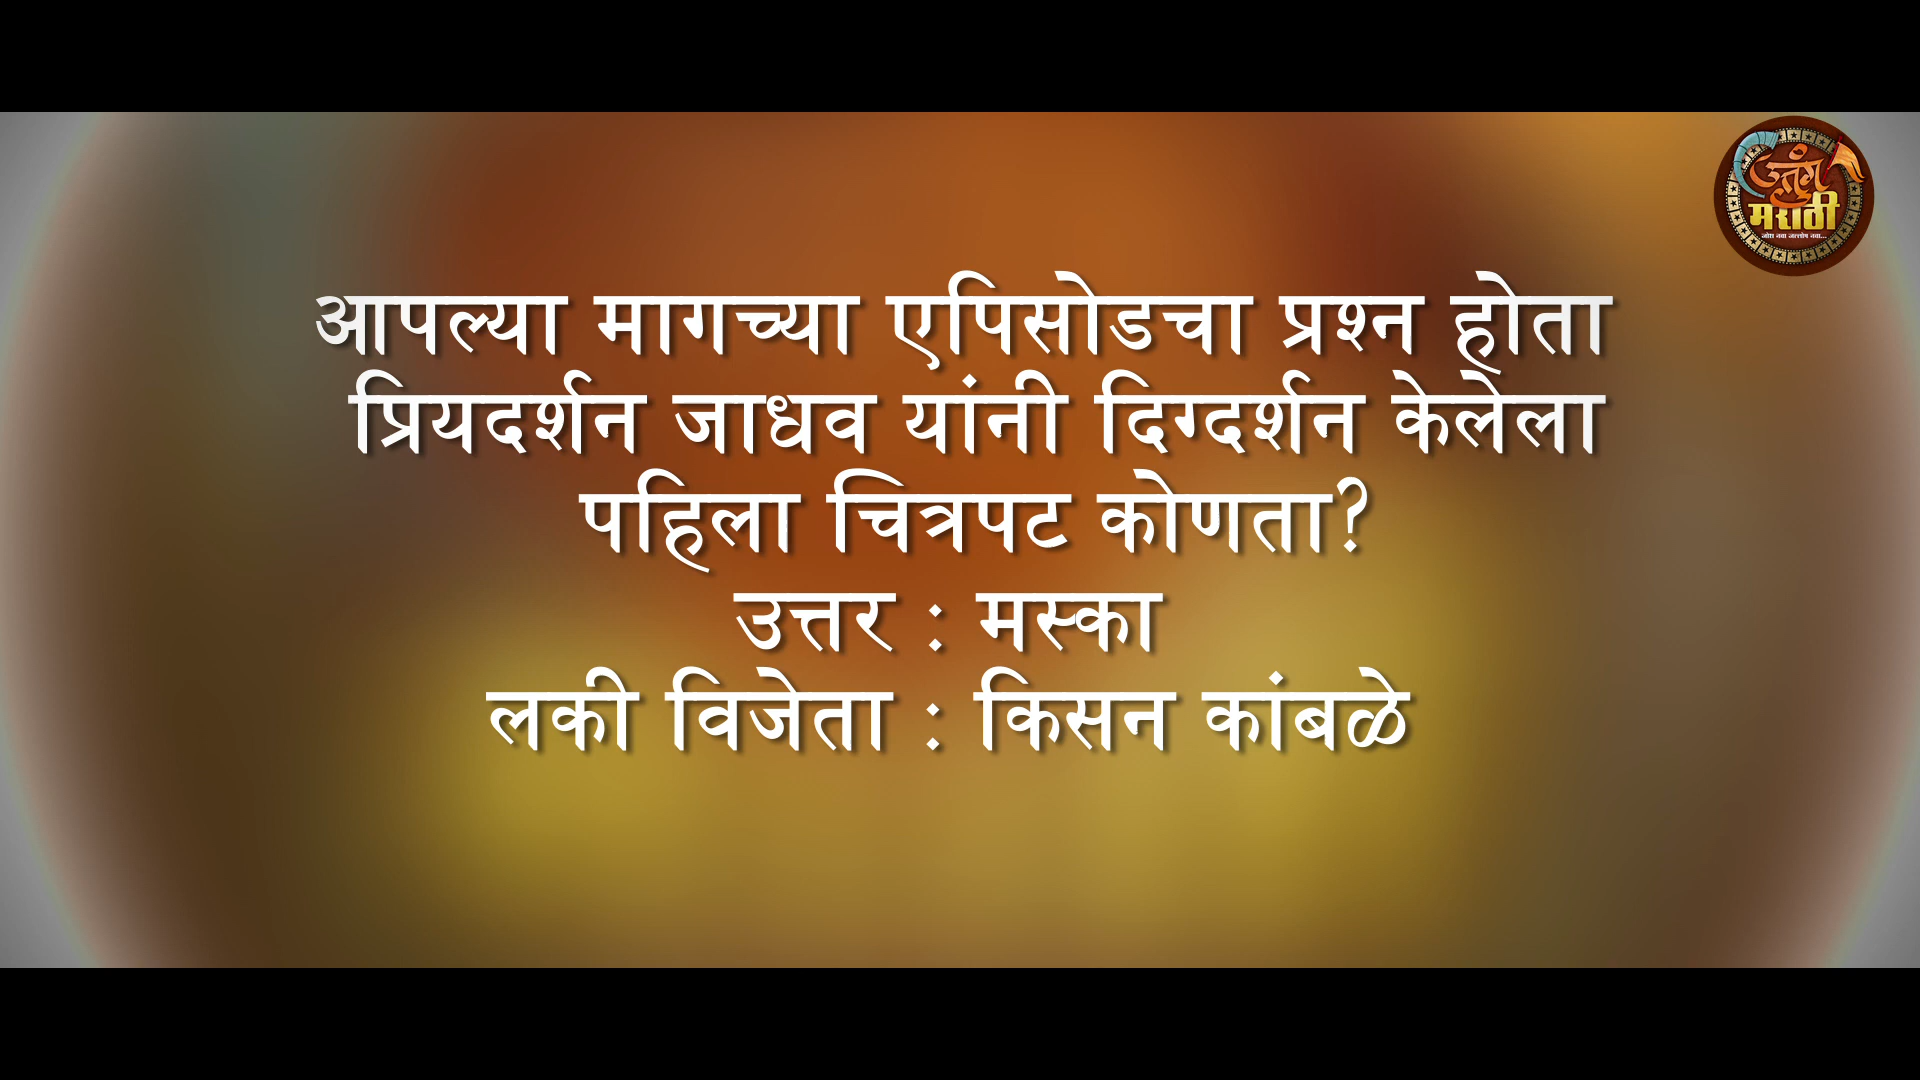 उत्तुंग
मराठी
आपल्या मागच्या एपिसोडचा प्रश्न होता
प्रियदर्शन जाधव यांनी दिग्दर्शन केलेला
पहिला चित्रपट कोणता?
उत्तर : मस्का
लकी विजेता : किसन कांबळे